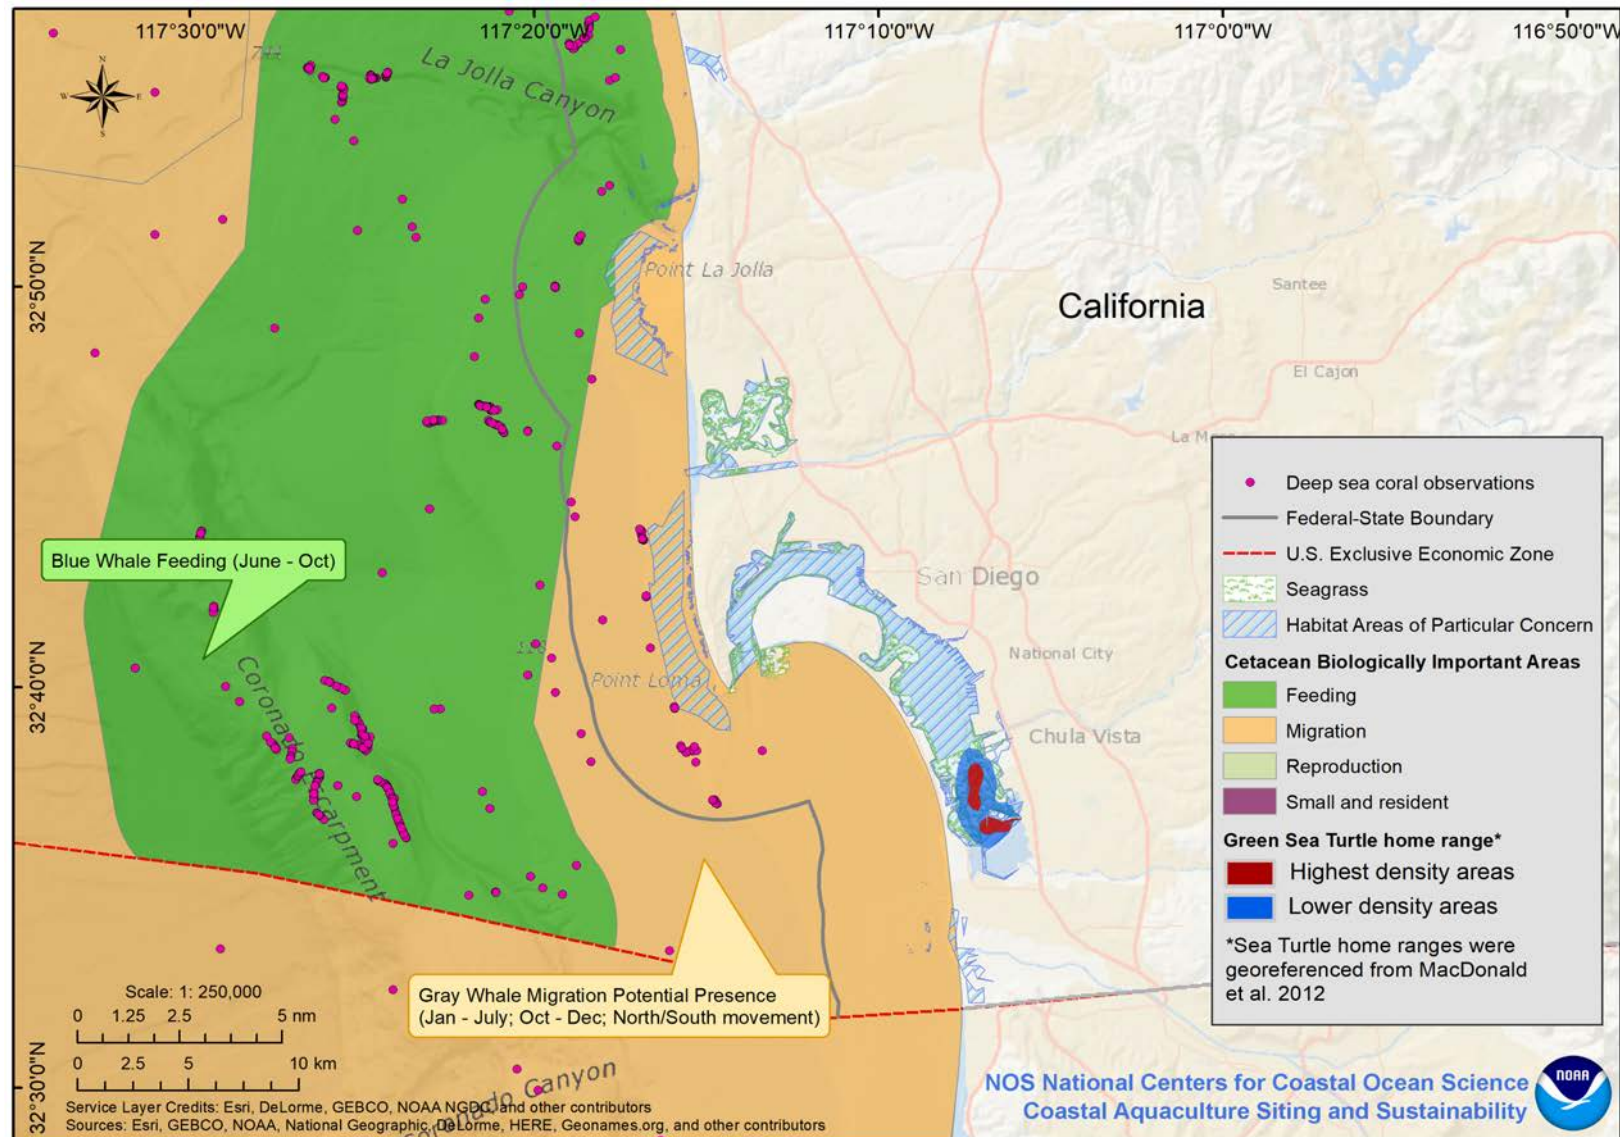 117°30'0"W
117°20'0"W
117°10'0"W
117°0'0"W
116°50'0"W
N
W E
S
La Jolla Canyon
32°50'0"N
Point La Jolla
California
Santee
El Cajon
Blue Whale Feeding (June - Oct)
San Diego
National City
Point Loma
32°40'0"N
Coronado Escarpment
Chula Vista
Deep sea coral observations
Federal-State Boundary
U.S. Exclusive Economic Zone
Seagrass
Habitat Areas of Particular Concern
Cetacean Biologically Important Areas
Feeding
Migration
Reproduction
Small and resident
Green Sea Turtle home range*
Highest density areas
Lower density areas
*Sea Turtle home ranges were
georeferenced from MacDonald
et al. 2012
Gray Whale Migration Potential Presence
(Jan - July; Oct - Dec; North/South movement)
Scale: 1: 250,000
0 1.25 2.5 5 nm
0 2.5 5 10 km
32°30'0"N
Coronado Canyon
Service Layer Credits: Esri, DeLorme, GEBCO, NOAA NGDC, and other contributors
Sources: Esri, GEBCO, NOAA, National Geographic, DeLorme, HERE, Geonames.org, and other contributors
NOS National Centers for Coastal Ocean Science
Coastal Aquaculture Siting and Sustainability
NOAA